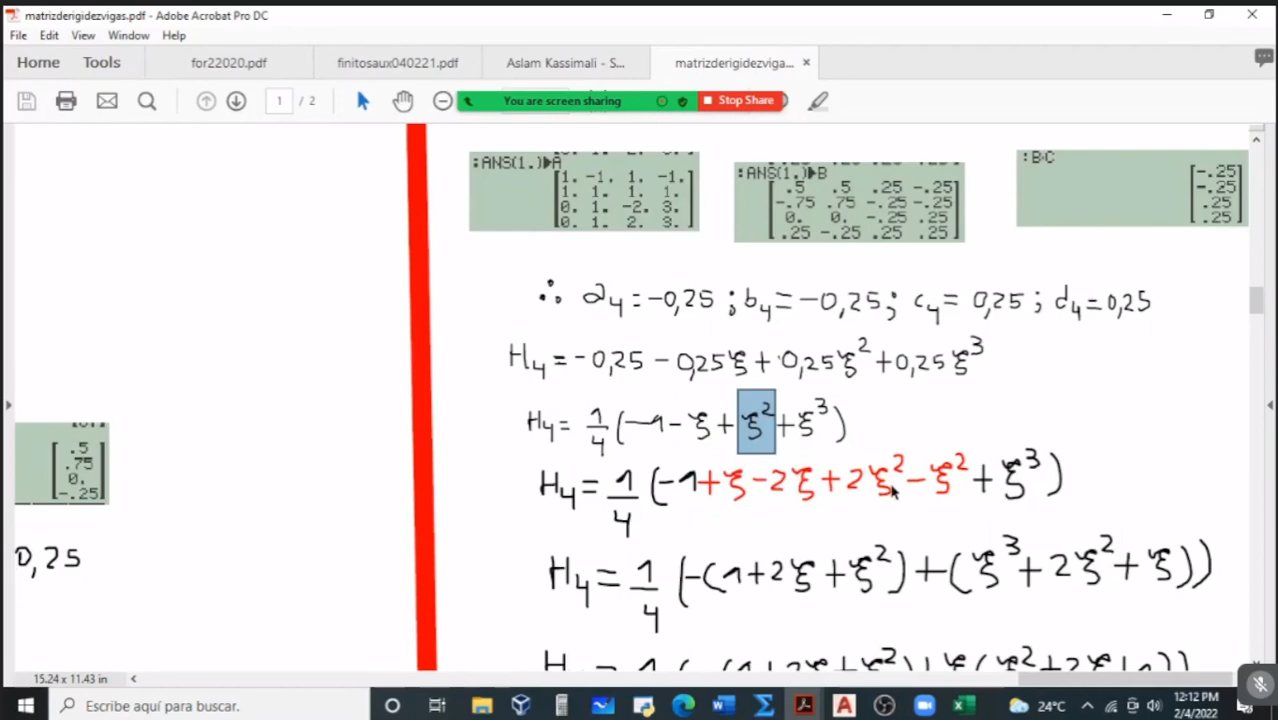 matrizderigidezvigas.pdf - Adobe Acrobat Pro DC
File Edit View Window Help
Home Tools for22020.pdf finitosaux040221.pdf Aslam Kassimali - S... matrizderigidezviga... ×
1 / 2
You are screen sharing Stop Share
:ANS(1.)▶A
[1. -1. 1. -1.]
[1. 1. 1. 1.]
[0. 1. -2. 3.]
[0. 1. 2. 3.]
:ANS(1.)▶B
[.5 .5 .25 -.25]
[-.75 .75 -.25 -.25]
[0. 0. -.25 .25]
[.25 -.25 .25 .25]
:B·C
[-.25]
[-.25]
[.25]
[.25]
∴ a₄=-0,25 ; b₄=-0,25; c₄= 0,25; d₄=0,25
H₄=-0,25-0,25ξ+0,25ξ²+0,25ξ³
H₄= 1/4 (-1-ξ+ξ²+ξ³)
H₄= 1/4 (-1+ξ-2ξ+2ξ²-ξ²+ξ³)
H₄= 1/4 (-(1+2ξ+ξ²)+(ξ³+2ξ²+ξ))
[.5]
[.75]
[0.]
[-.25]
0,25
15.24 x 11.43 in
Escribe aquí para buscar.
24°C
12:12 PM
2/4/2022